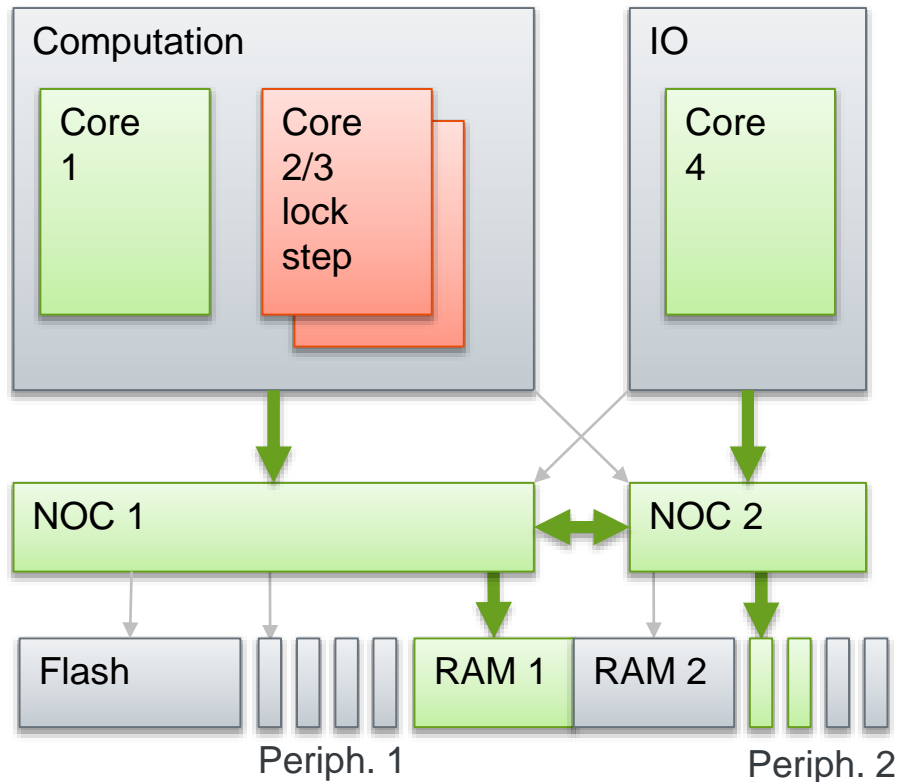 Computation
IO
Core
1
Core
2/3
lock
step
Core
4
NOC 1
NOC 2
Flash
RAM 1
RAM 2
Periph. 1
Periph. 2